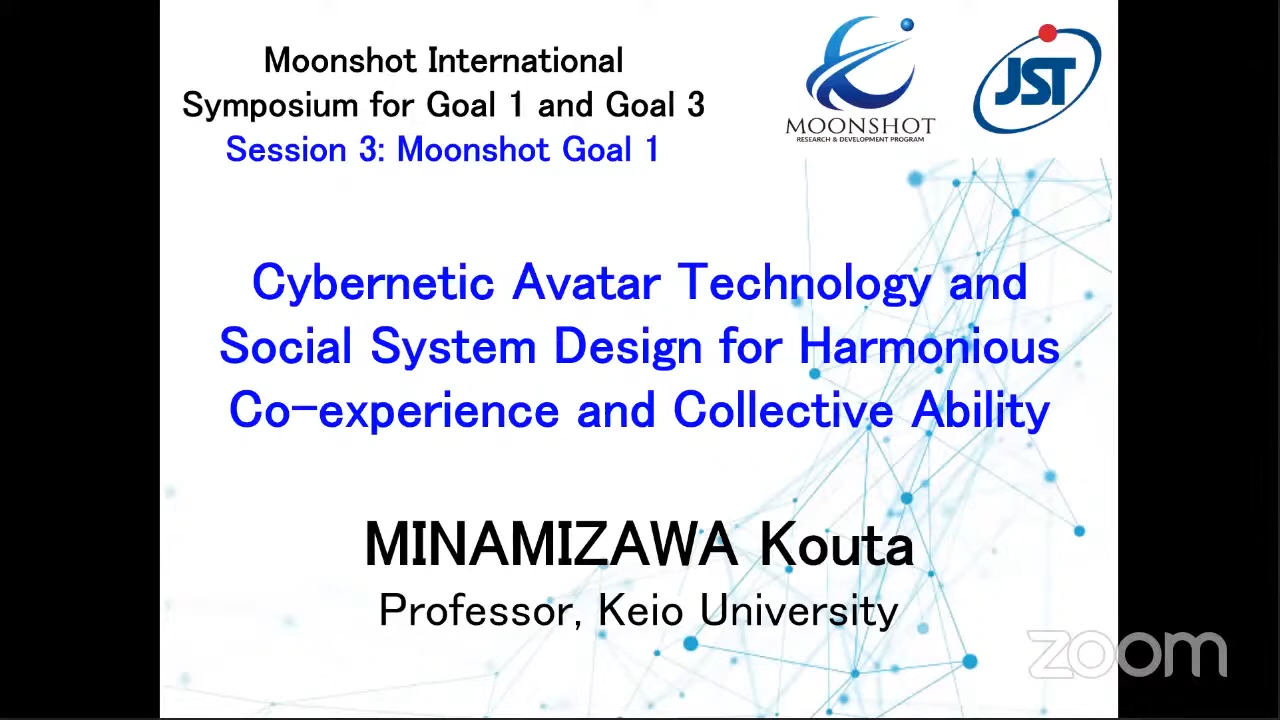 Moonshot International
Symposium for Goal 1 and Goal 3
Session 3: Moonshot Goal 1
MOONSHOT
RESEARCH & DEVELOPMENT PROGRAM
JST
Cybernetic Avatar Technology and
Social System Design for Harmonious
Co-experience and Collective Ability
MINAMIZAWA Kouta
Professor, Keio University
zoom